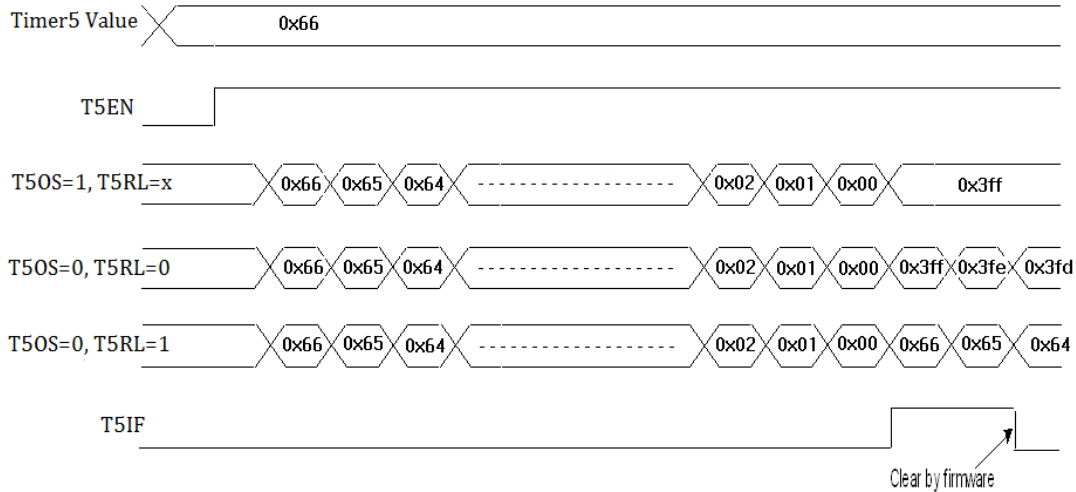 Timer5 Value 0x66
T5EN
T5OS=1, T5RL=x 0x66 0x65 0x64 0x02 0x01 0x00 0x3ff
T5OS=0, T5RL=0 0x66 0x65 0x64 0x02 0x01 0x00 0x3ff 0x3fe 0x3fd
T5OS=0, T5RL=1 0x66 0x65 0x64 0x02 0x01 0x00 0x66 0x65 0x64
T5IF
Clear by firmware